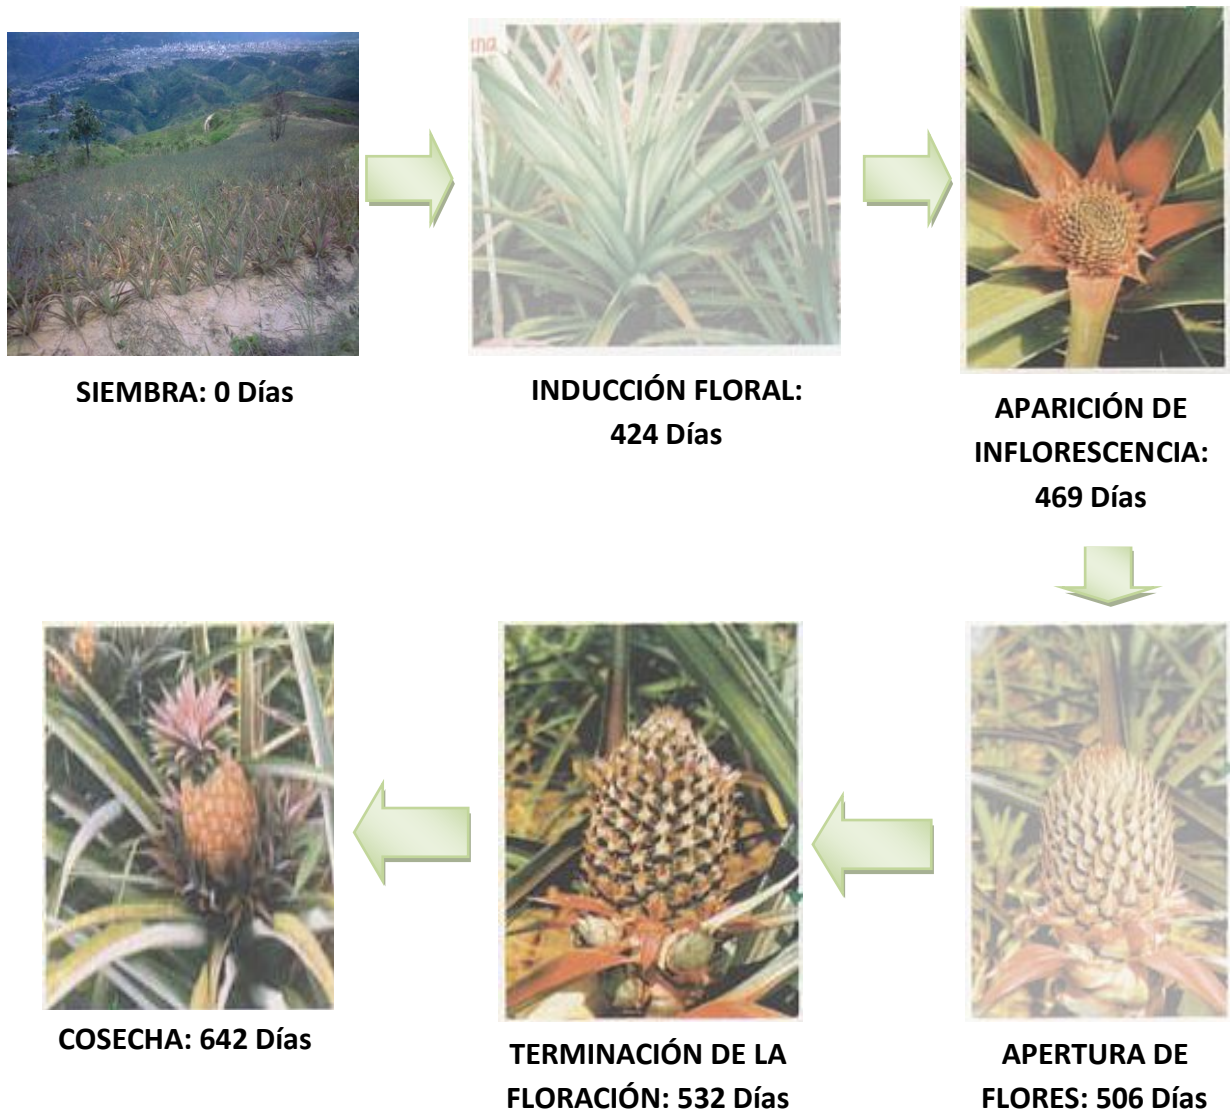 SIEMBRA: 0 Días
INDUCCIÓN FLORAL:
424 Días
APARICIÓN DE
INFLORESCENCIA:
469 Días
COSECHA: 642 Días
TERMINACIÓN DE LA
FLORACIÓN: 532 Días
APERTURA DE
FLORES: 506 Días